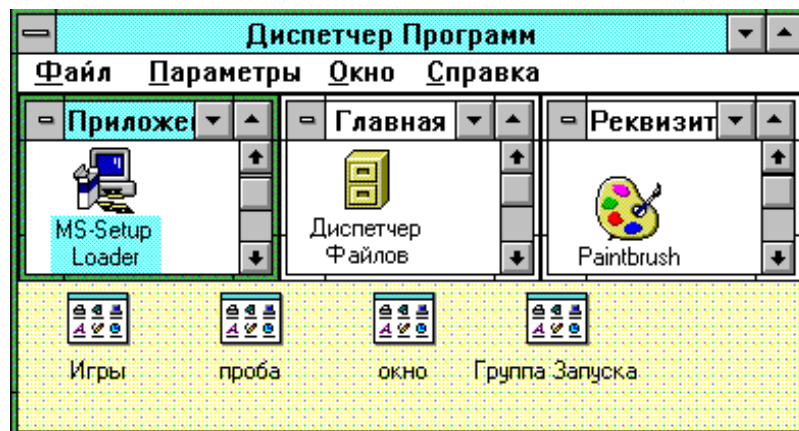 Диспетчер Программ
Файл Параметры Окно Справка
Приложе
Главная
Реквизит
MS-Setup
Loader
Диспетчер
Файлов
Paintbrush
Игры
проба
окно
Группа Запуска